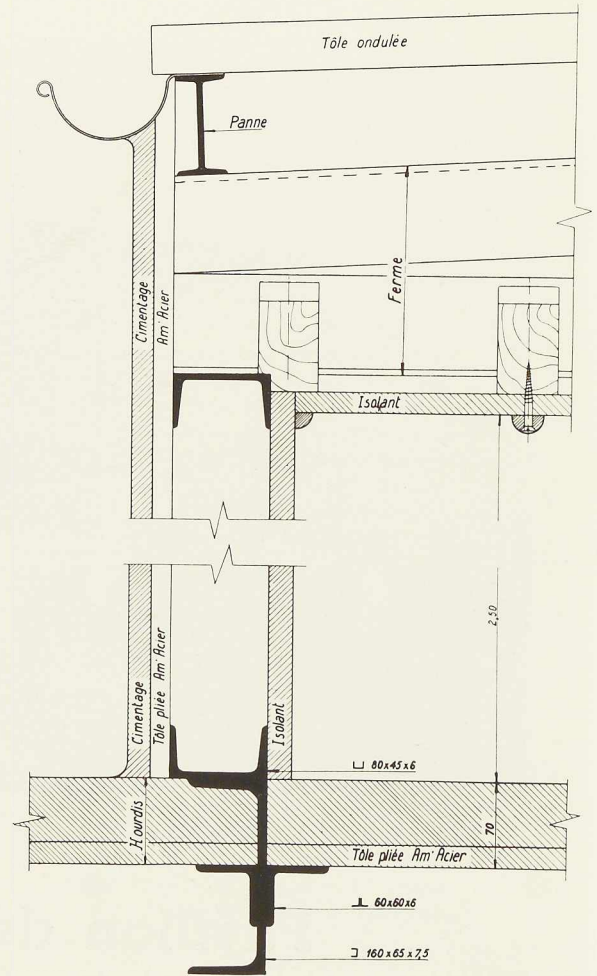 Tôle ondulée
Panne
Cimentage
Am' Acier
Ferme
Isolant
2,50
Cimentage
Tôle pliée Am' Acier
Isolant
⊔ 80x45x6
Hourdis
70
Tôle pliée Am' Acier
⅃L 60x60x6
⊐ 160x65x7,5